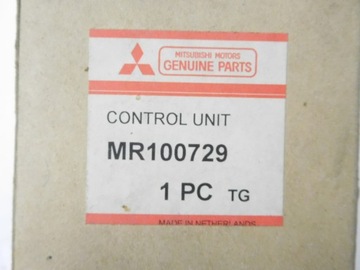 MITSUBISHI MOTORS
GENUINE PARTS
CONTROL UNIT
MR100729
1 PC TG
MADE IN NETHERLANDS